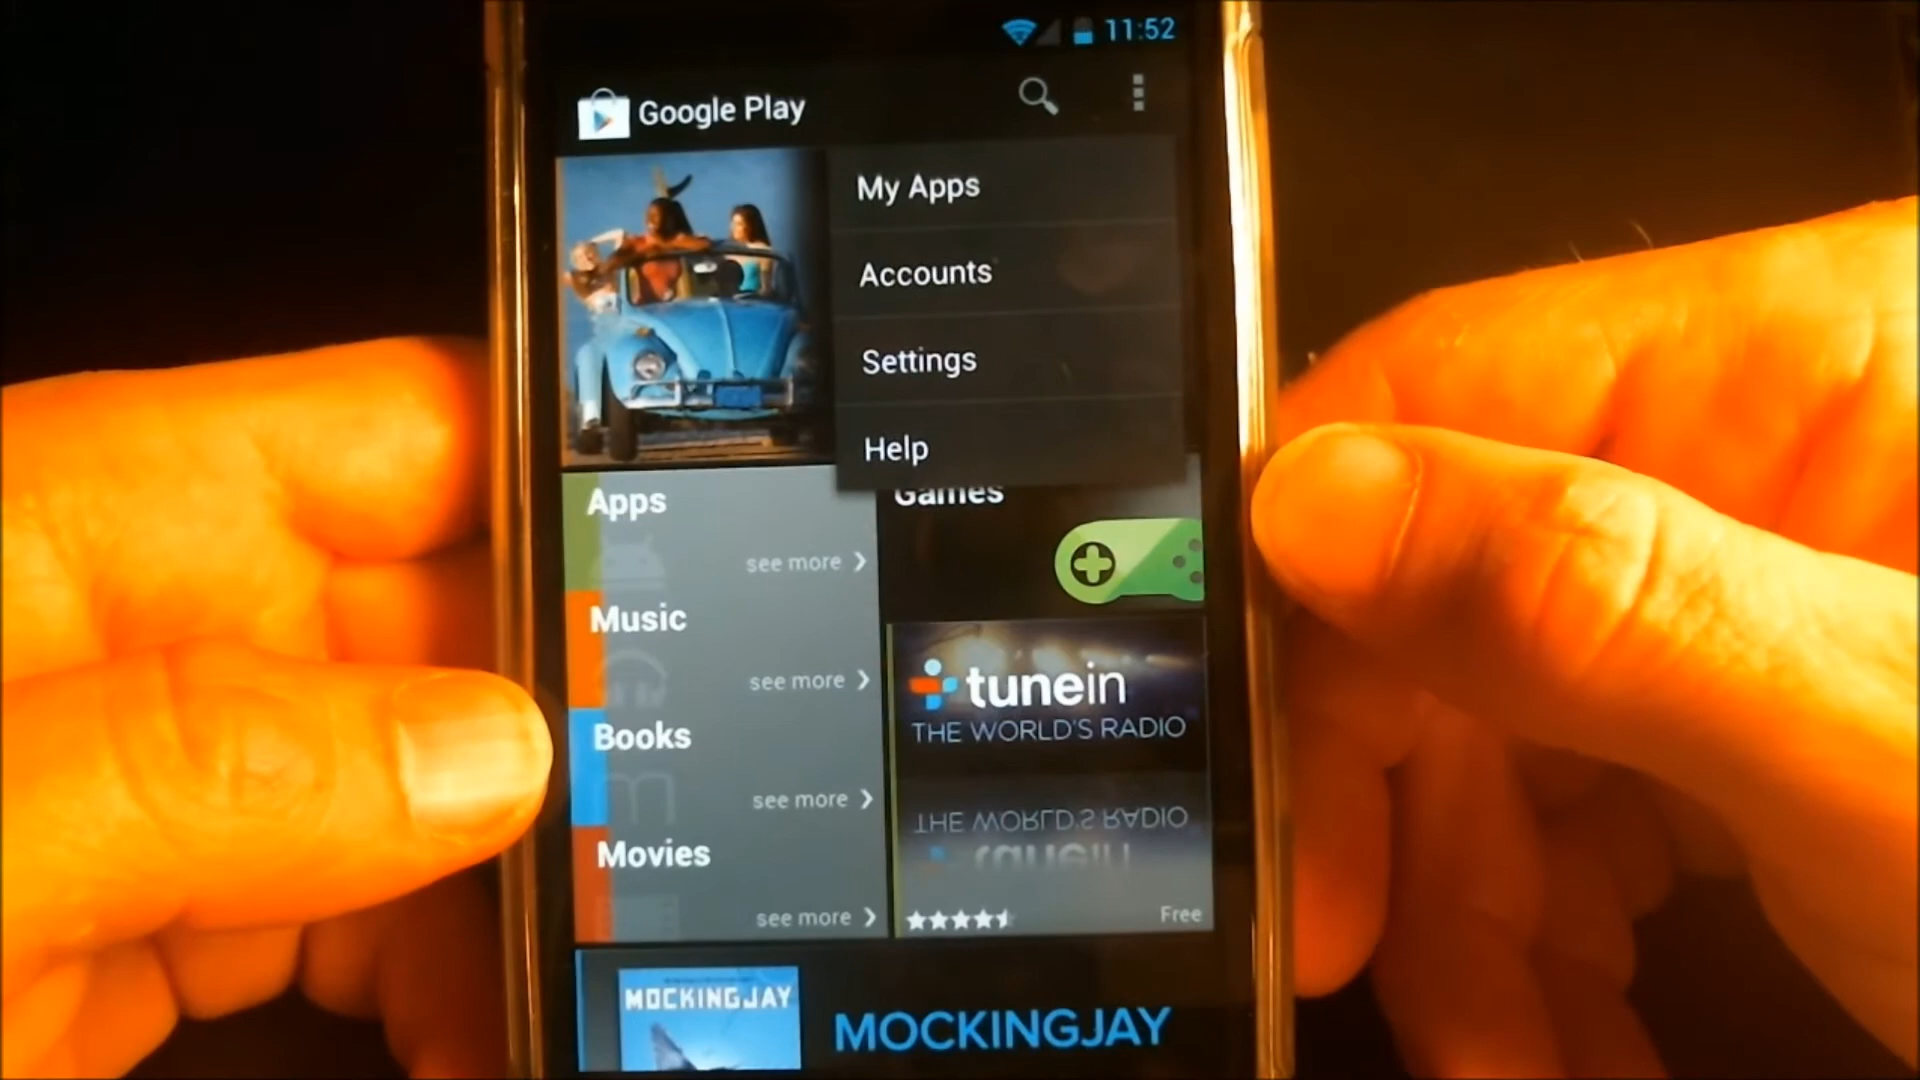 11:52
Google Play
My Apps
Accounts
Settings
Help
Apps
see more
Games
Music
see more
Books
see more
Movies
see more
tunein
THE WORLD'S RADIO
THE WORLD'S RADIO
tunein
Free
MOCKINGJAY
MOCKINGJAY